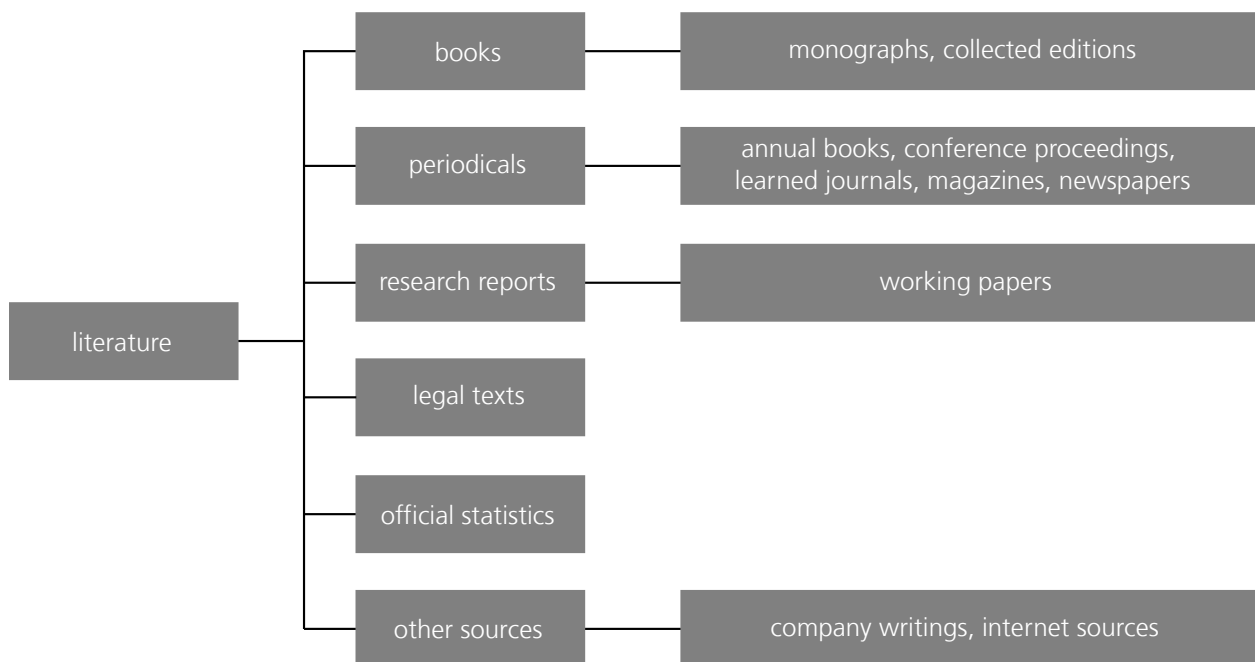 books
monographs, collected editions
periodicals
annual books, conference proceedings,
learned journals, magazines, newspapers
research reports
working papers
literature
legal texts
official statistics
other sources
company writings, internet sources